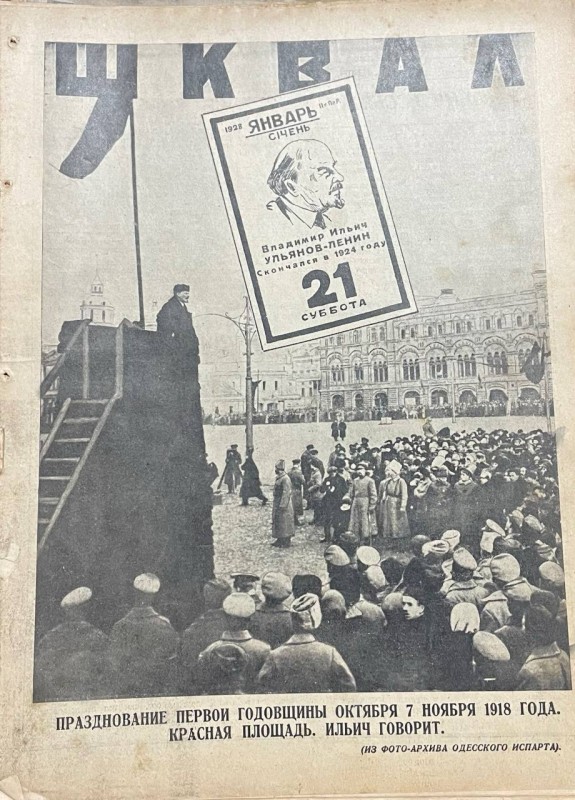 ШКВАЛ
1928 ЯНВАРЬ
СІЧЕНЬ
Владимир Ильич
УЛЬЯНОВ-ЛЕНИН
Скончался в 1924 году
21
СУББОТА
ПРАЗДНОВАНИЕ ПЕРВОЙ ГОДОВЩИНЫ ОКТЯБРЯ 7 НОЯБРЯ 1918 ГОДА.
КРАСНАЯ ПЛОЩАДЬ. ИЛЬИЧ ГОВОРИТ.
(ИЗ ФОТО-АРХИВА ОДЕССКОГО ИСПАРТА).